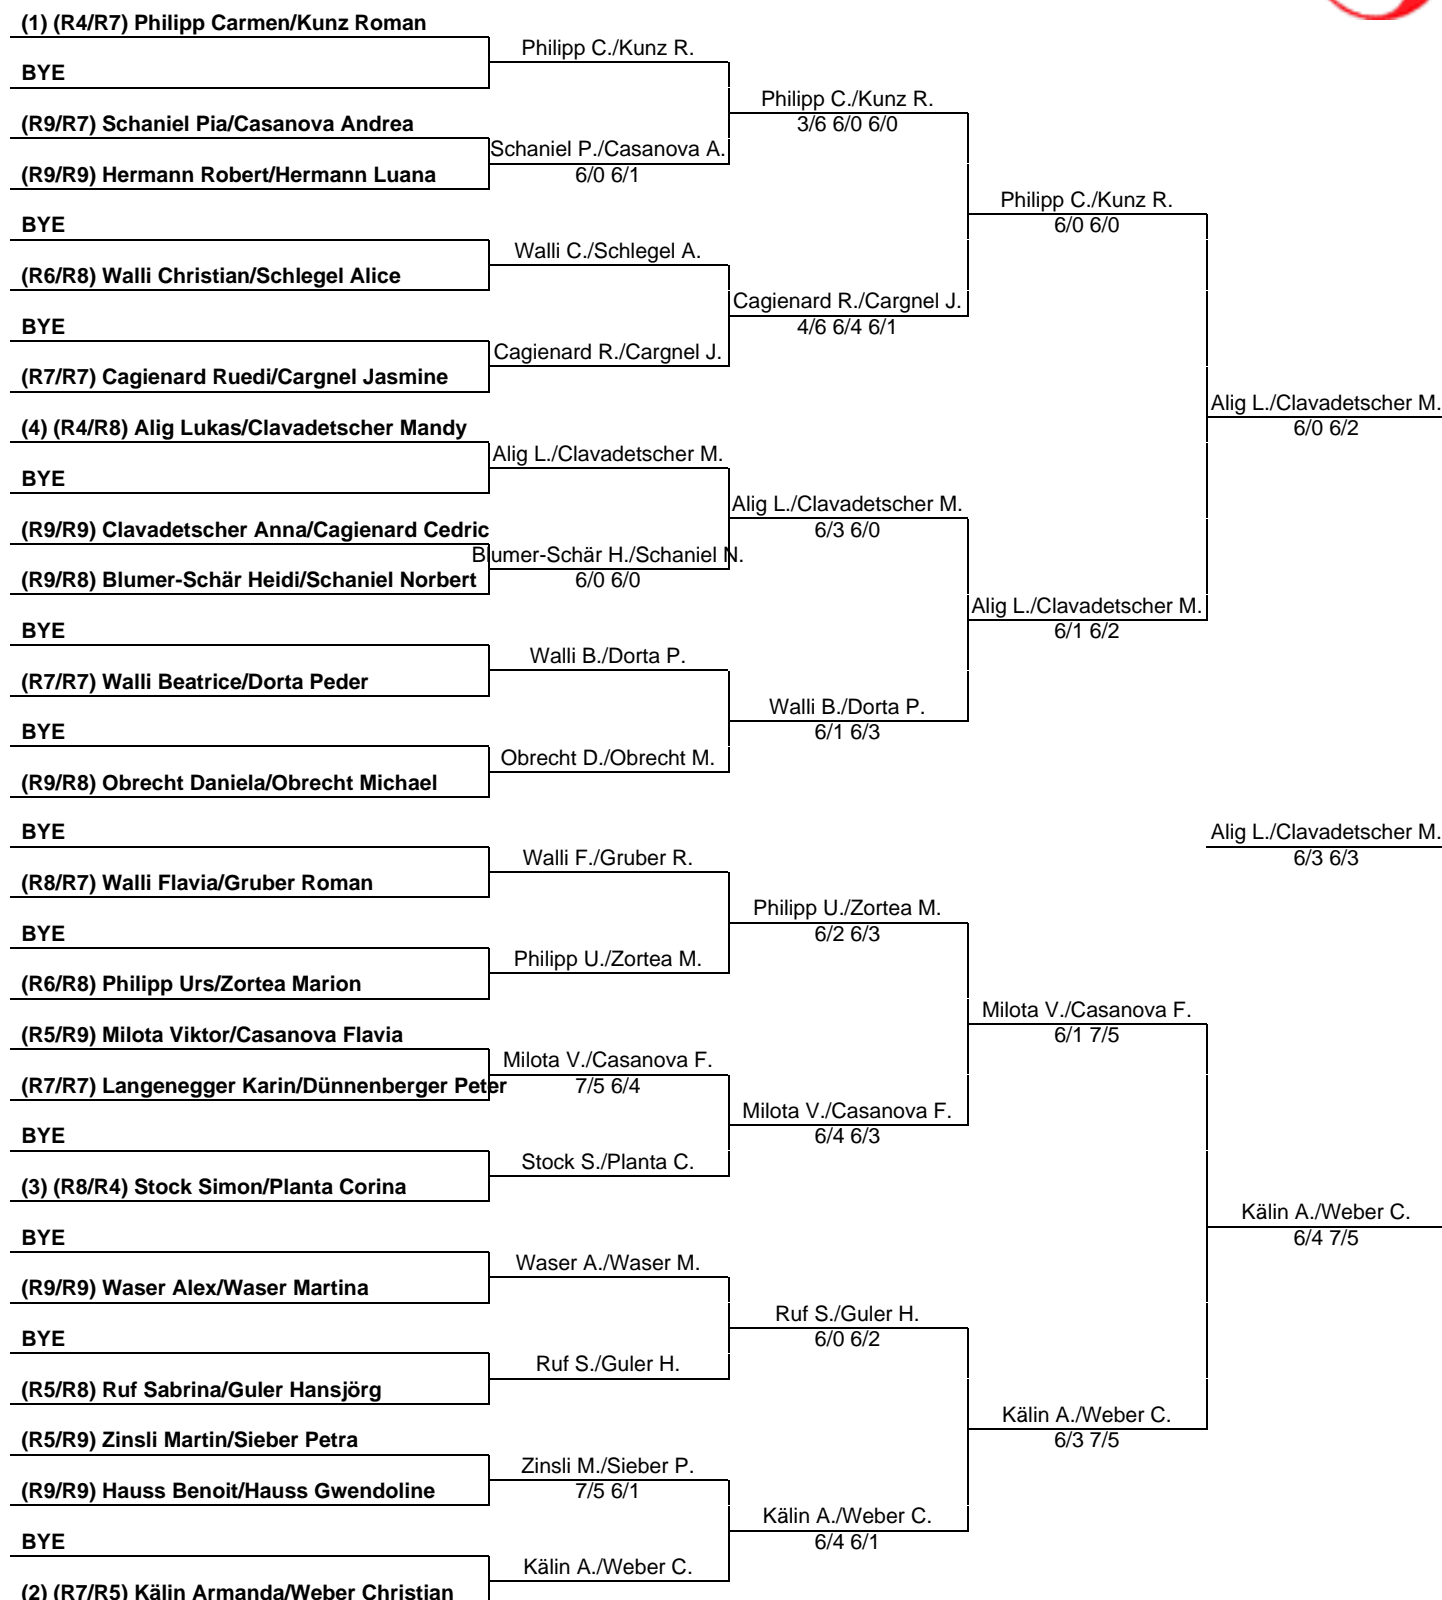 (1) (R4/R7) Philipp Carmen/Kunz Roman
Philipp C./Kunz R.
BYE
Philipp C./Kunz R.
(R9/R7) Schaniel Pia/Casanova Andrea
3/6 6/0 6/0
Schaniel P./Casanova A.
(R9/R9) Hermann Robert/Hermann Luana
6/0 6/1
Philipp C./Kunz R.
BYE
6/0 6/0
Walli C./Schlegel A.
(R6/R8) Walli Christian/Schlegel Alice
Cagienard R./Cargnel J.
BYE
4/6 6/4 6/1
Cagienard R./Cargnel J.
(R7/R7) Cagienard Ruedi/Cargnel Jasmine
Alig L./Clavadetscher M.
(4) (R4/R8) Alig Lukas/Clavadetscher Mandy
6/0 6/2
Alig L./Clavadetscher M.
BYE
Alig L./Clavadetscher M.
(R9/R9) Clavadetscher Anna/Cagienard Cedric
6/3 6/0
Blumer-Schär H./Schaniel N.
(R9/R8) Blumer-Schär Heidi/Schaniel Norbert
6/0 6/0
Alig L./Clavadetscher M.
BYE
6/1 6/2
Walli B./Dorta P.
(R7/R7) Walli Beatrice/Dorta Peder
Walli B./Dorta P.
BYE
6/1 6/3
Obrecht D./Obrecht M.
(R9/R8) Obrecht Daniela/Obrecht Michael
BYE
Alig L./Clavadetscher M.
6/3 6/3
Walli F./Gruber R.
(R8/R7) Walli Flavia/Gruber Roman
Philipp U./Zortea M.
BYE
6/2 6/3
Philipp U./Zortea M.
(R6/R8) Philipp Urs/Zortea Marion
Milota V./Casanova F.
(R5/R9) Milota Viktor/Casanova Flavia
6/1 7/5
Milota V./Casanova F.
(R7/R7) Langenegger Karin/Dünnenberger Peter
7/5 6/4
Milota V./Casanova F.
BYE
6/4 6/3
Stock S./Planta C.
(3) (R8/R4) Stock Simon/Planta Corina
Kälin A./Weber C.
BYE
6/4 7/5
Waser A./Waser M.
(R9/R9) Waser Alex/Waser Martina
Ruf S./Guler H.
BYE
6/0 6/2
Ruf S./Guler H.
(R5/R8) Ruf Sabrina/Guler Hansjörg
Kälin A./Weber C.
(R5/R9) Zinsli Martin/Sieber Petra
6/3 7/5
Zinsli M./Sieber P.
(R9/R9) Hauss Benoit/Hauss Gwendoline
7/5 6/1
Kälin A./Weber C.
BYE
6/4 6/1
Kälin A./Weber C.
(2) (R7/R5) Kälin Armanda/Weber Christian